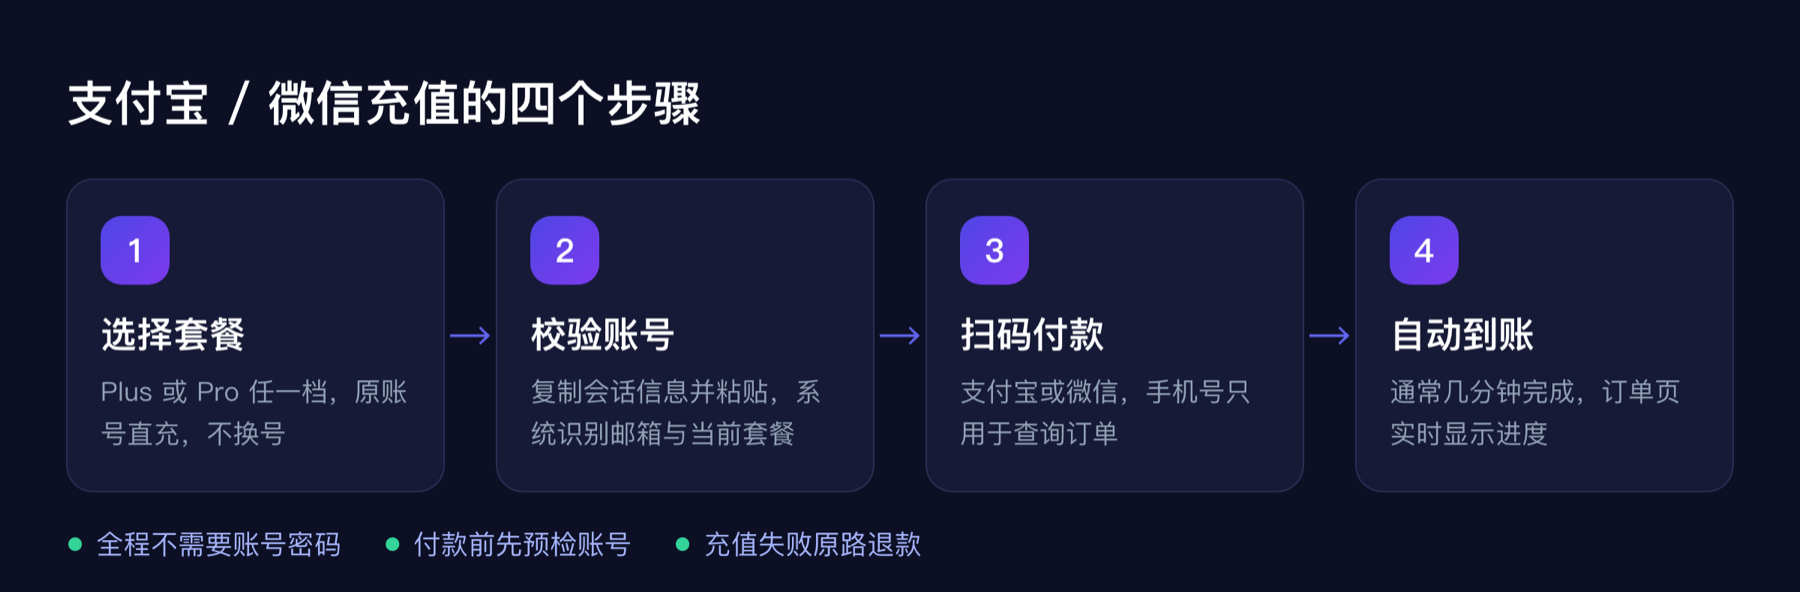 支付宝 / 微信充值的四个步骤
1
选择套餐
Plus 或 Pro 任一档，原账
号直充，不换号
2
校验账号
复制会话信息并粘贴，系
统识别邮箱与当前套餐
3
扫码付款
支付宝或微信，手机号只
用于查询订单
4
自动到账
通常几分钟完成，订单页
实时显示进度
全程不需要账号密码
付款前先预检账号
充值失败原路退款